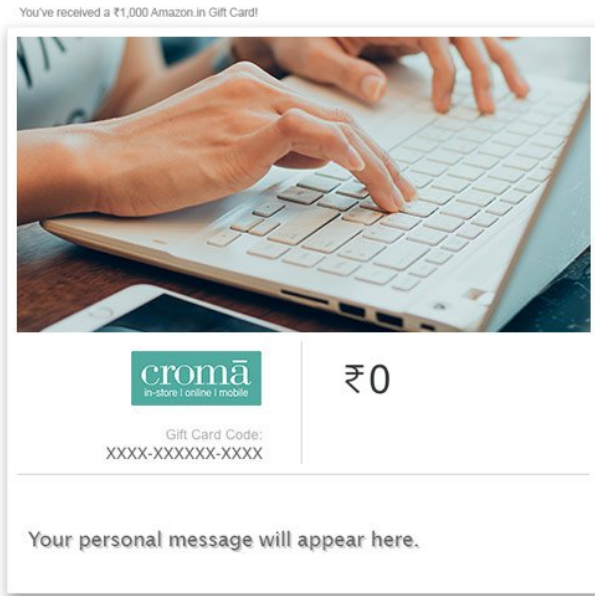 You've received a ₹1,000 Amazon.in Gift Card!
cromā
in-store | online | mobile
₹0
Gift Card Code:
XXXX-XXXXXX-XXXX
Your personal message will appear here.